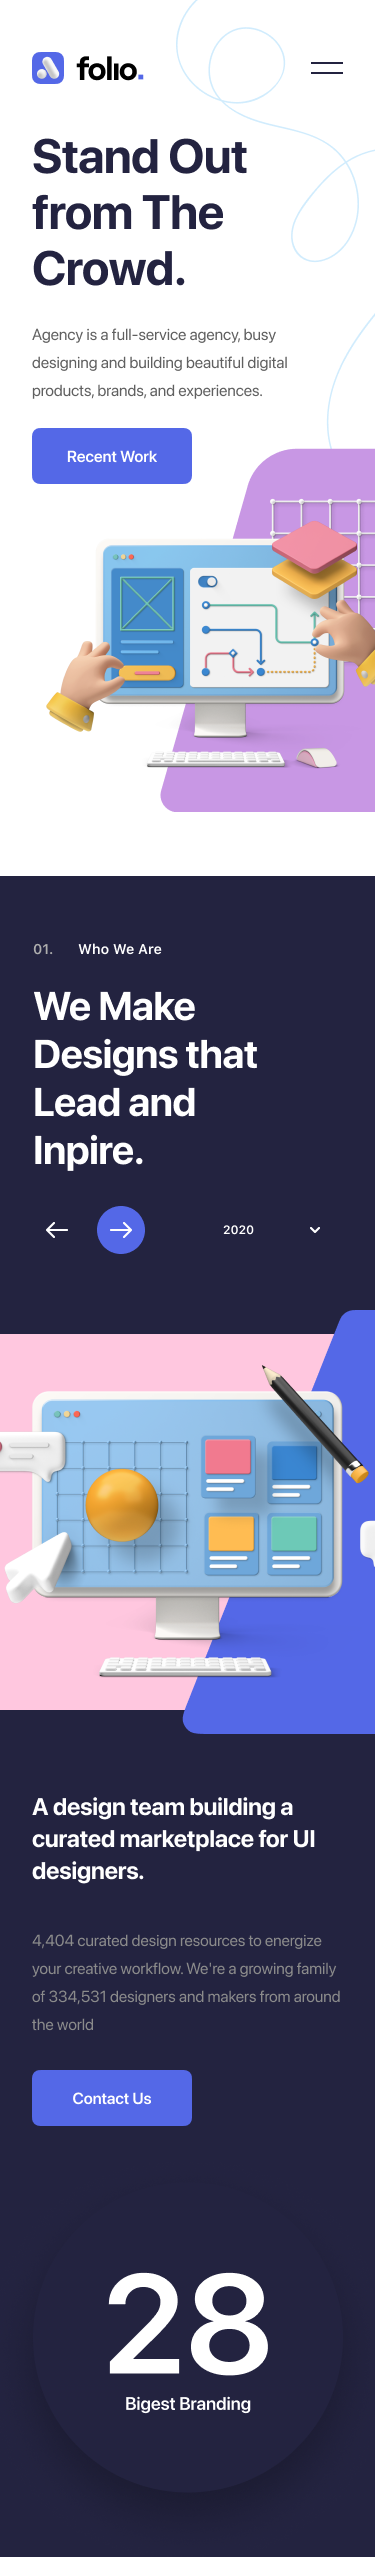 folio.
Stand Out
from The
Crowd.
Agency is a full-service agency, busy
designing and building beautiful digital
products, brands, and experiences.
Recent Work
01. Who We Are
We Make
Designs that
Lead and
Inpire.
2020
A design team building a
curated marketplace for UI
designers.
4,404 curated design resources to energize
your creative workflow. We're a growing family
of 334,531 designers and makers from around
the world
Contact Us
28
Bigest Branding